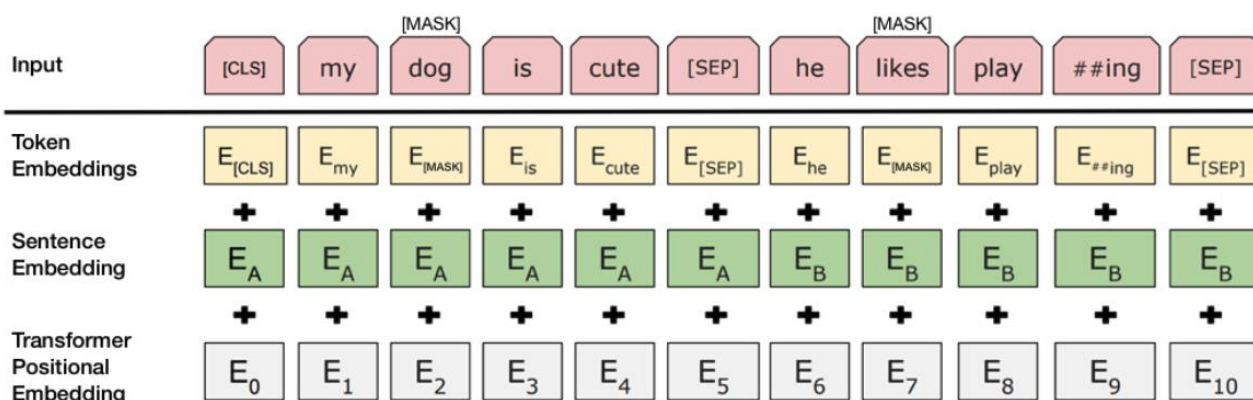 [MASK] [MASK]
Input [CLS] my dog is cute [SEP] he likes play ##ing [SEP]
Token
Embeddings
E[CLS] Emy E[MASK] Eis Ecute E[SEP] Ehe E[MASK] Eplay E##ing E[SEP]
+ + + + + + + + + + +
Sentence
Embedding
EA EA EA EA EA EA EB EB EB EB EB
+ + + + + + + + + + +
Transformer
Positional
Embedding
E0 E1 E2 E3 E4 E5 E6 E7 E8 E9 E10